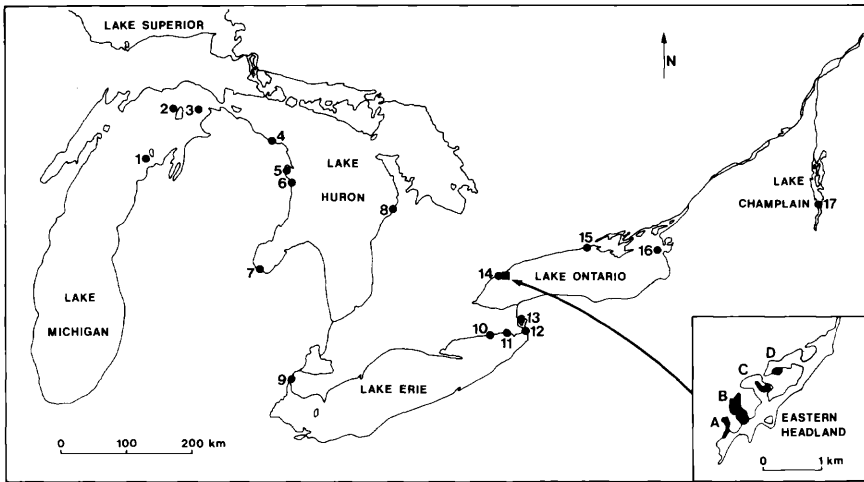 LAKE SUPERIOR
N
2
3
4
1
5
LAKE
6
HURON
8
LAKE
CHAMPLAIN
17
15
16
7
14
LAKE ONTARIO
LAKE
MICHIGAN
13
10
11
12
9
LAKE ERIE
D
C
B
A
EASTERN
HEADLAND
0 100 200 km
0 1 km